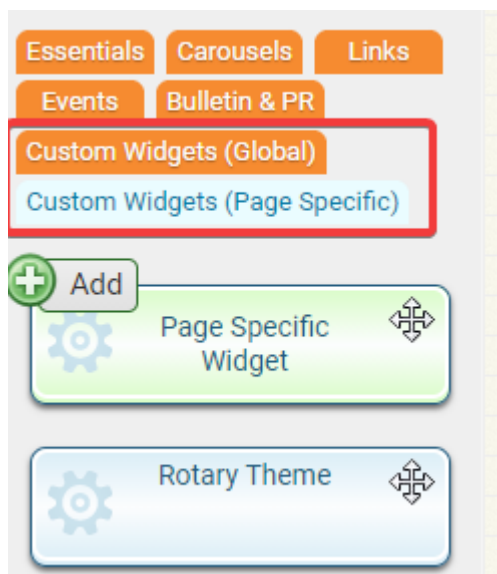 Essentials Carousels Links
Events Bulletin & PR
Custom Widgets (Global)
Custom Widgets (Page Specific)
Add
Page Specific
Widget
Rotary Theme